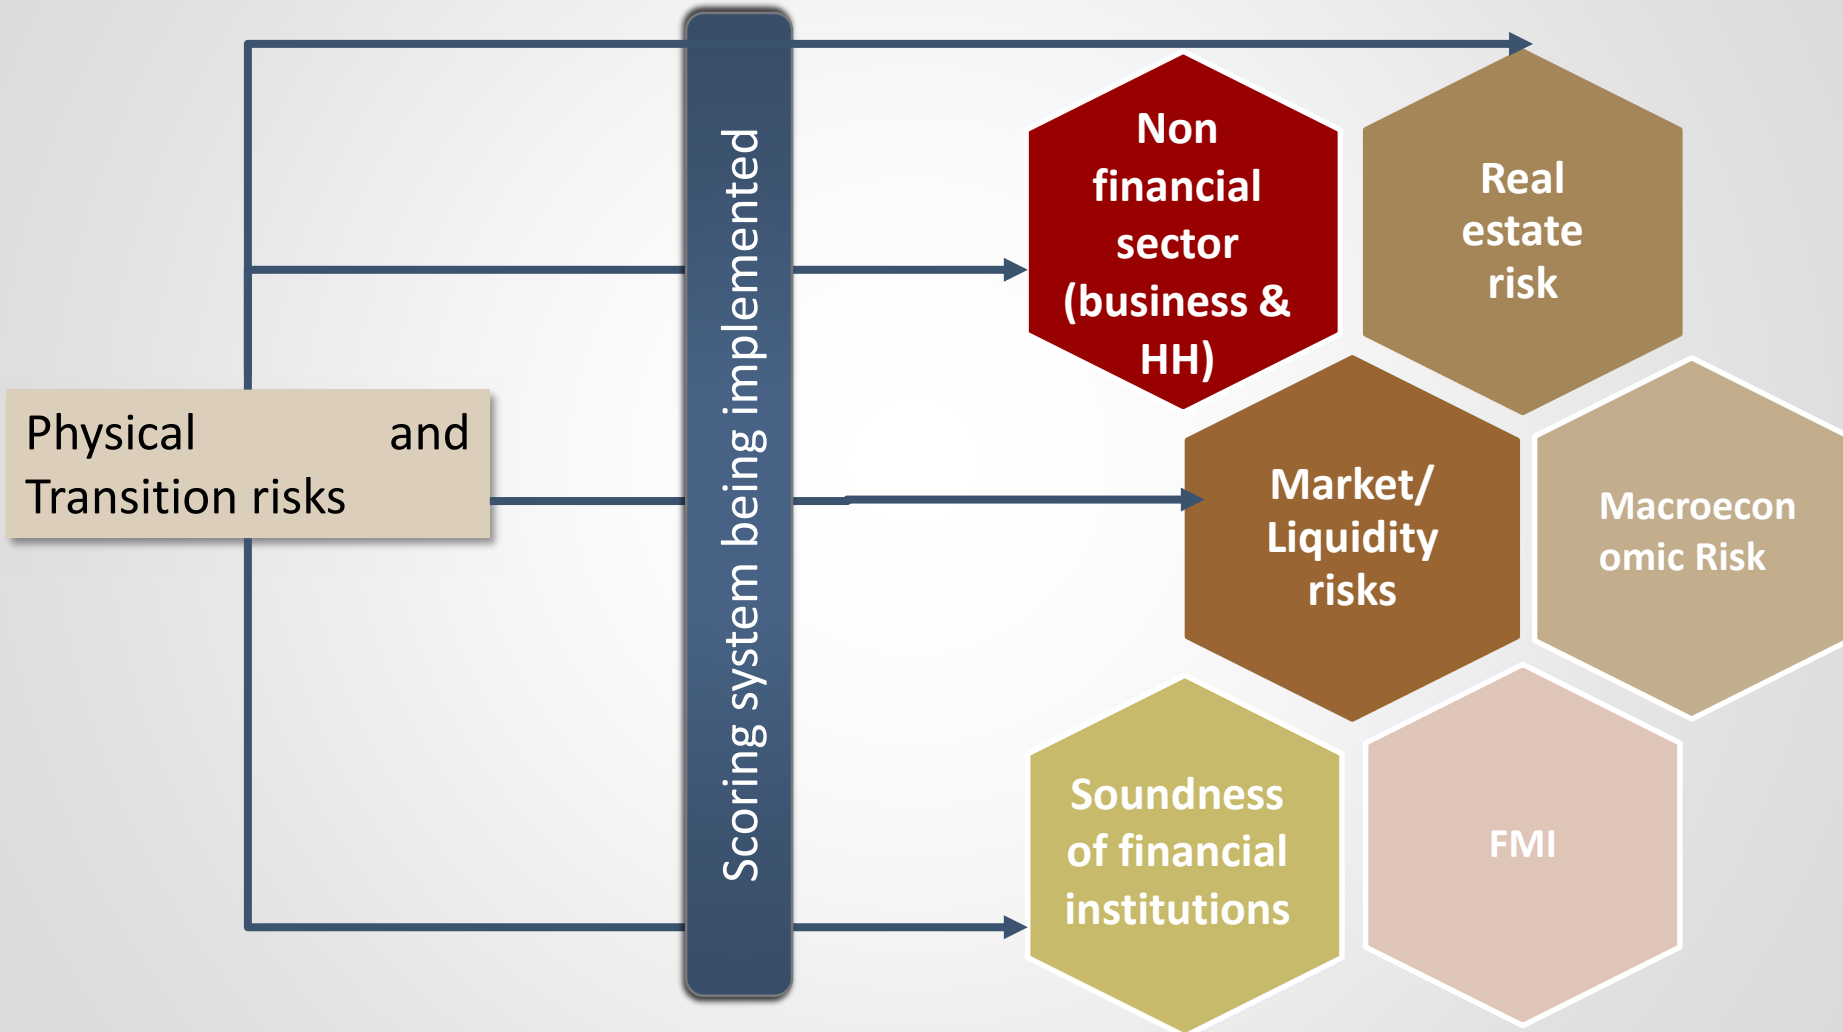 Physical and
Transition risks
Scoring system being implemented
Non
financial
sector
(business &
HH)
Real
estate
risk
Market/
Liquidity
risks
Macroecon
omic Risk
Soundness
of financial
institutions
FMI